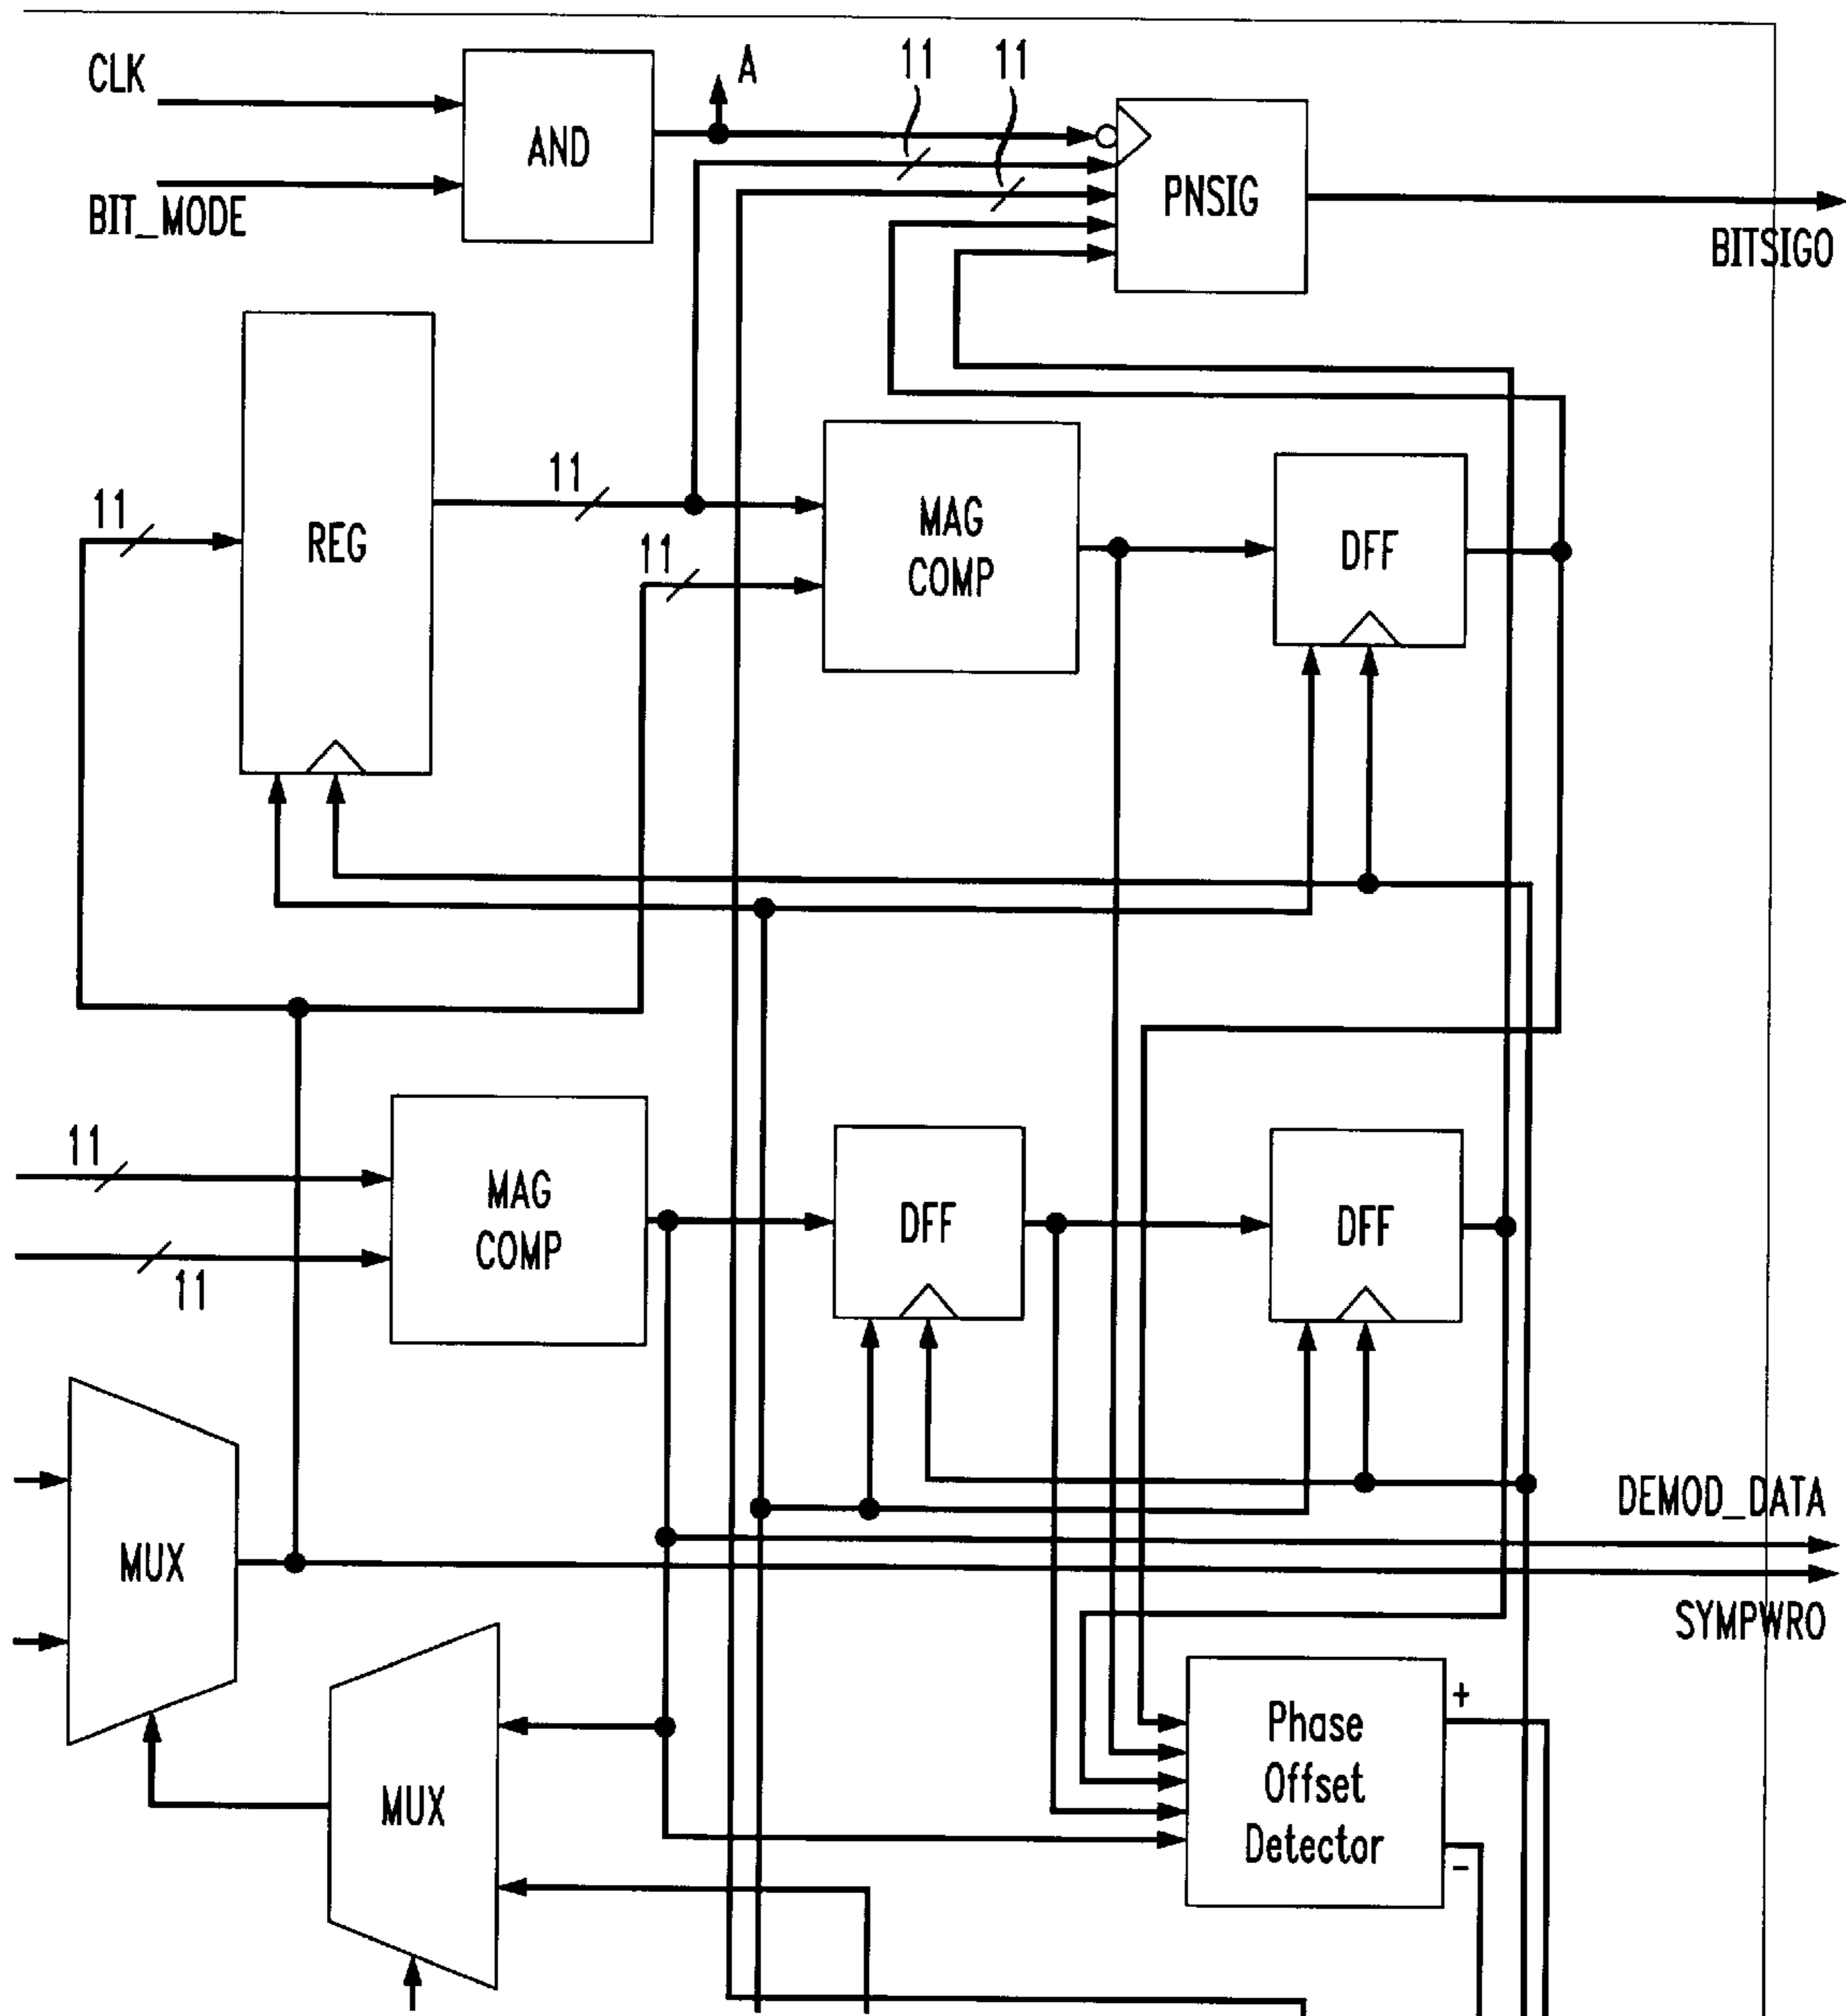 CLK
A
11
11
AND
PNSIG
BIT_MODE
BITSIGO
11
11
REG
MAG
COMP
DFF
11
11
MAG
COMP
DFF
DFF
11
DEMOD_DATA
MUX
SYMPWRO
Phase
Offset
Detector
+
-
MUX